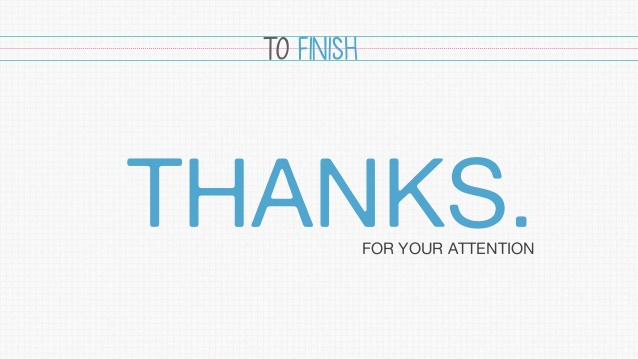 TO FINISH
THANKS.
FOR YOUR ATTENTION